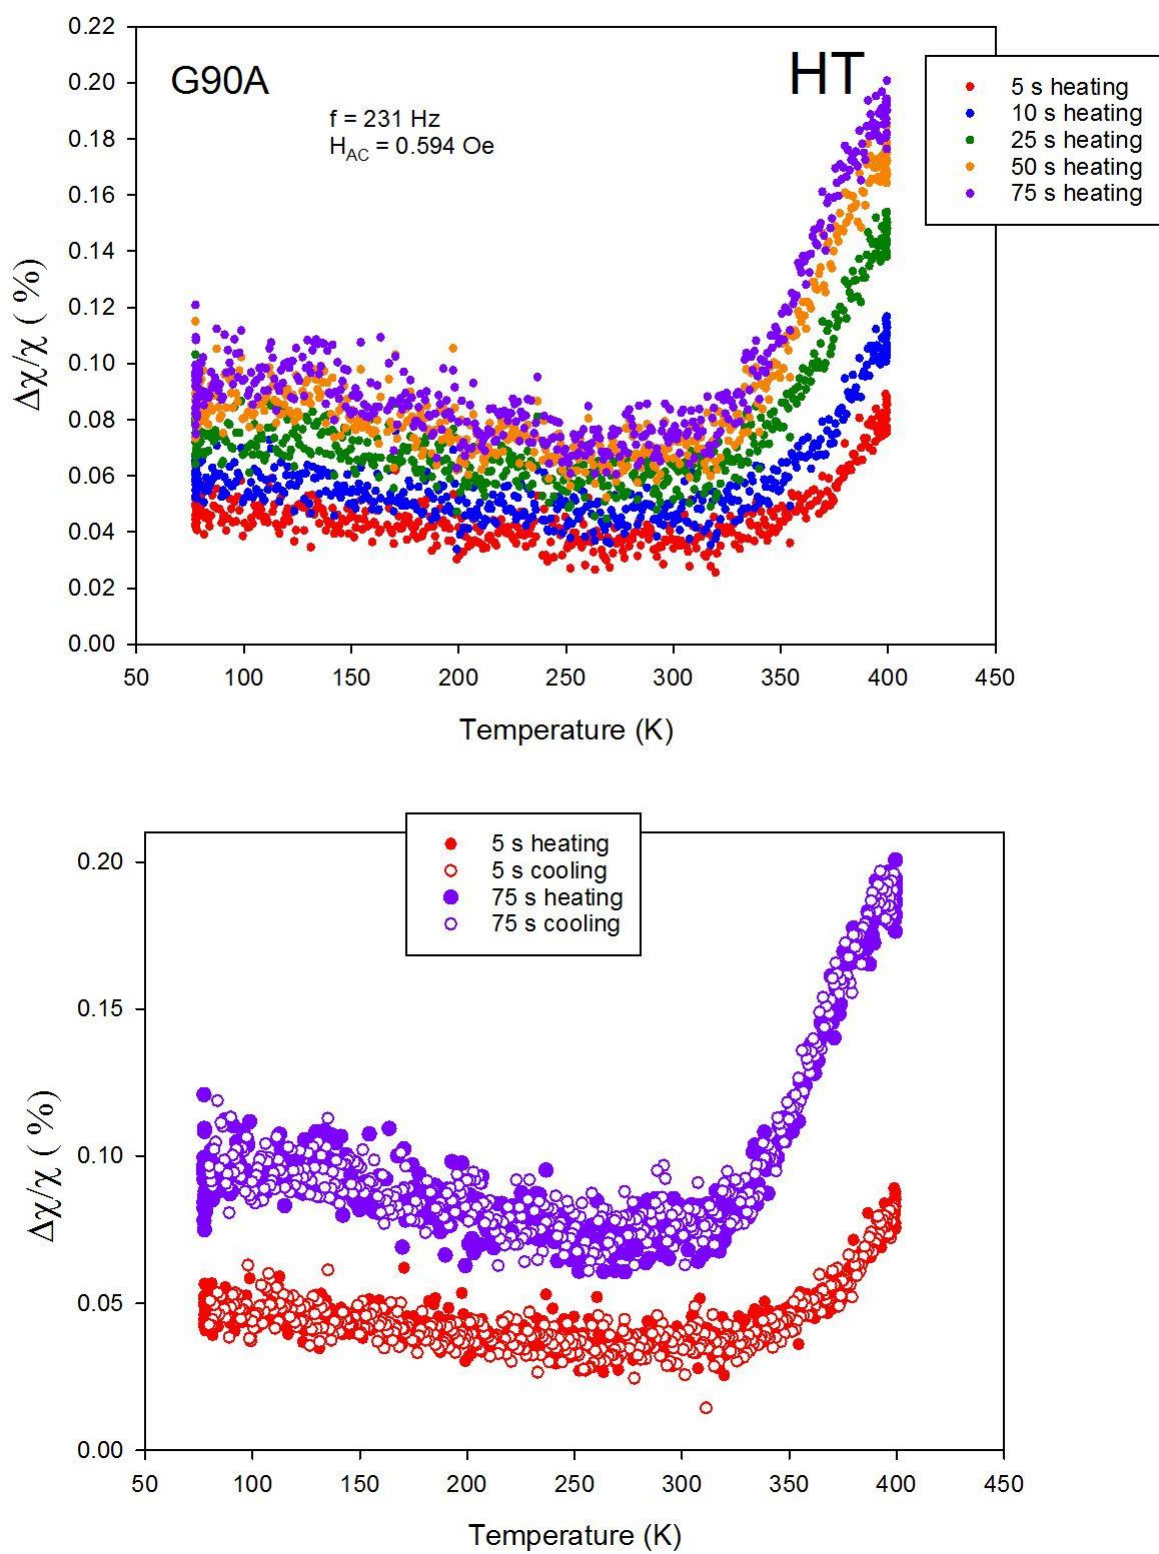 0.22
0.20
0.18
0.16
0.14
0.12
0.10
0.08
0.06
0.04
0.02
0.00
Δχ/χ ( %)
G90A
HT
f = 231 Hz
H_AC = 0.594 Oe
5 s heating
10 s heating
25 s heating
50 s heating
75 s heating
50 100 150 200 250 300 350 400 450
Temperature (K)
5 s heating
5 s cooling
75 s heating
75 s cooling
0.20
0.15
0.10
0.05
0.00
Δχ/χ ( %)
50 100 150 200 250 300 350 400 450
Temperature (K)